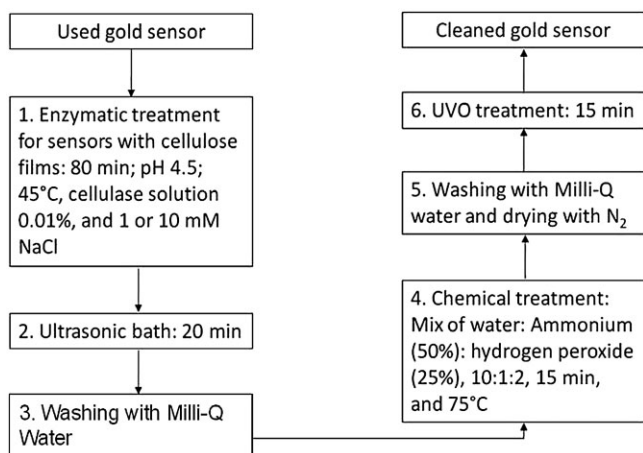 Used gold sensor
1. Enzymatic treatment
for sensors with cellulose
films: 80 min; pH 4.5;
45°C, cellulase solution
0.01%, and 1 or 10 mM
NaCl
2. Ultrasonic bath: 20 min
3. Washing with Milli-Q
Water
4. Chemical treatment:
Mix of water: Ammonium
(50%): hydrogen peroxide
(25%), 10:1:2, 15 min,
and 75°C
5. Washing with Milli-Q
water and drying with N₂
6. UVO treatment: 15 min
Cleaned gold sensor